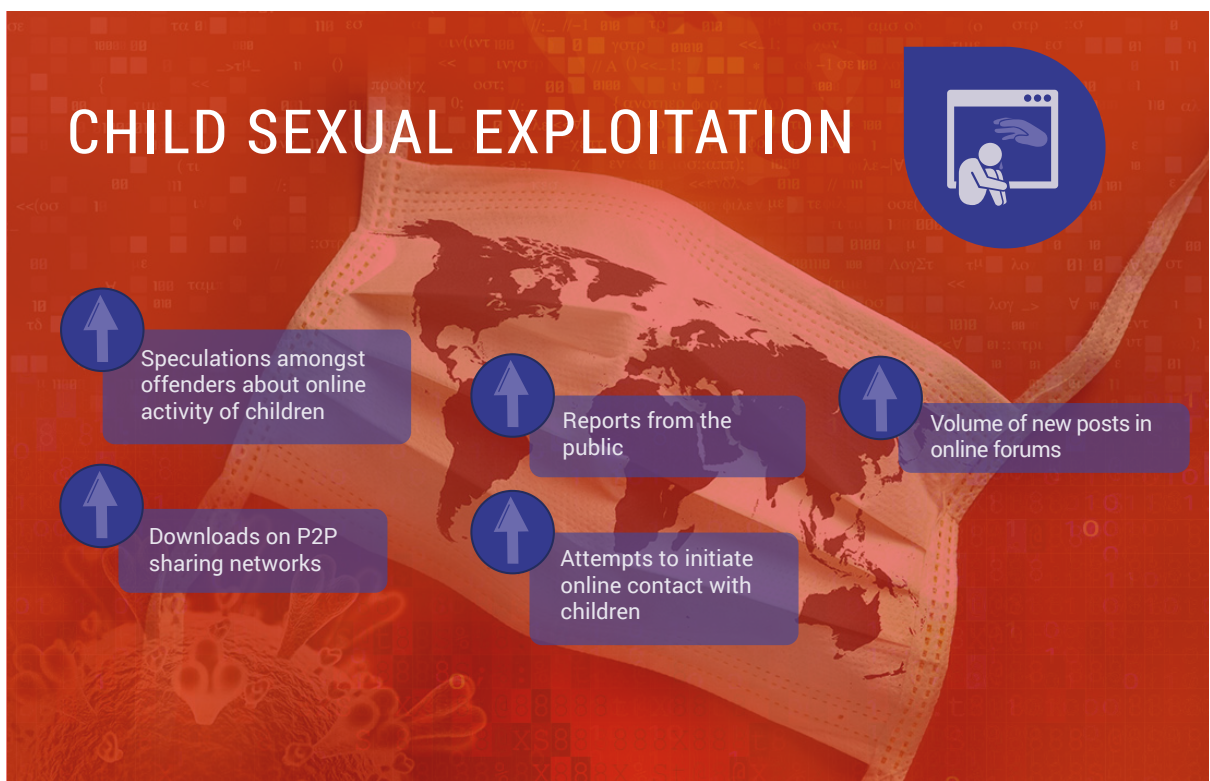 CHILD SEXUAL EXPLOITATION
Speculations amongst
offenders about online
activity of children
Reports from the
public
Volume of new posts in
online forums
Downloads on P2P
sharing networks
Attempts to initiate
online contact with
children